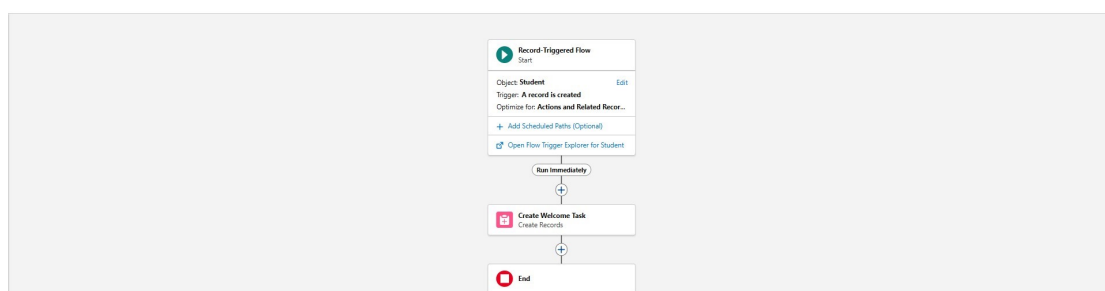 Record-Triggered Flow
Start
Object: Student Edit
Trigger: A record is created
Optimize for: Actions and Related Recor...
+ Add Scheduled Paths (Optional)
Open Flow Trigger Explorer for Student
Run Immediately
Create Welcome Task
Create Records
End